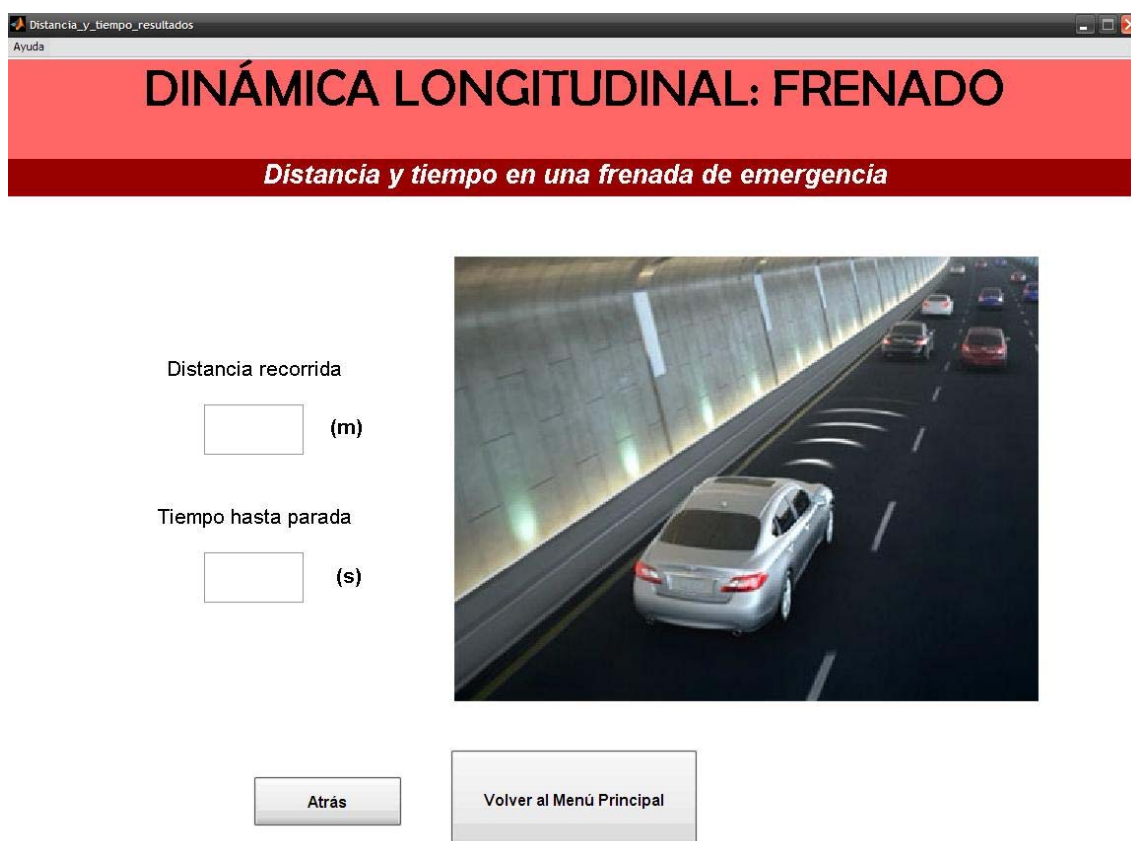 Distancia_y_tiempo_resultados
Ayuda
DINÁMICA LONGITUDINAL: FRENADO
Distancia y tiempo en una frenada de emergencia
Distancia recorrida
(m)
Tiempo hasta parada
(s)
Atrás
Volver al Menú Principal